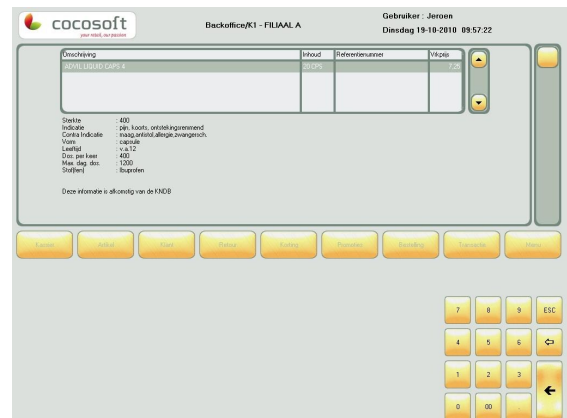 cocosoft
your retail, our passion
Backoffice/K1 - FILIAAL A
Gebruiker : Jeroen
Dinsdag 19-10-2010 09:57:22
Omschrijving Inhoud Referentienummer Vrkprijs
ADVIL LIQUID CAPS 4 20 CPS 7,25
Sterkte : 400
Indicatie : pijn, koorts, ontstekingsremmend
Contra Indicatie : maag,antistol,allergie,zwangersch.
Vorm : capsule
Leeftijd : v.a.12
Dos. per keer : 400
Max. dag. dos. : 1200
Stof(fen) : Ibuprofen
Deze informatie is afkomstig van de KNDB
Artikel Klant Retour Korting Promoties Bestelling Transactie Menu
7 8 9 ESC
4 5 6
1 2 3
0 00 .